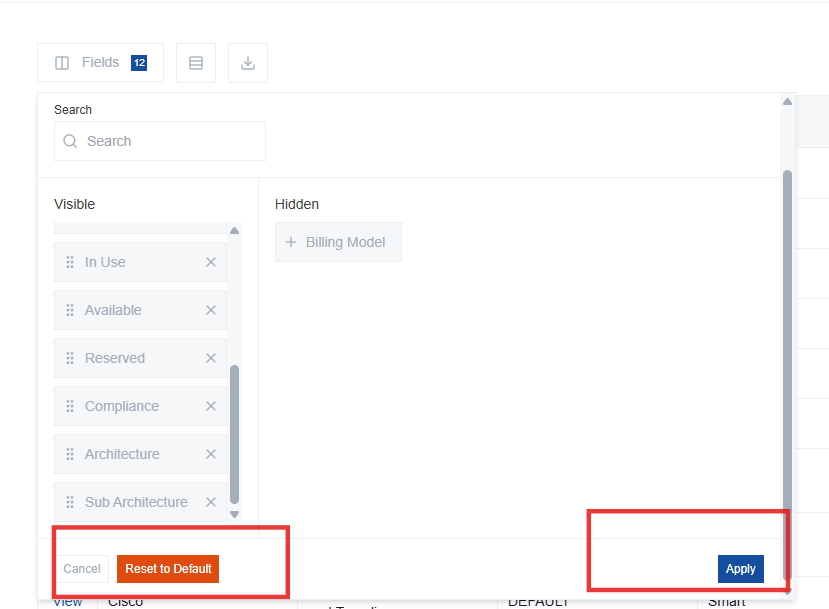 Fields 12
Search
Search
Visible
Hidden
In Use
Billing Model
Available
Reserved
Compliance
Architecture
Sub Architecture
Cancel Reset to Default Apply
View Cisco DEFAULT Smart